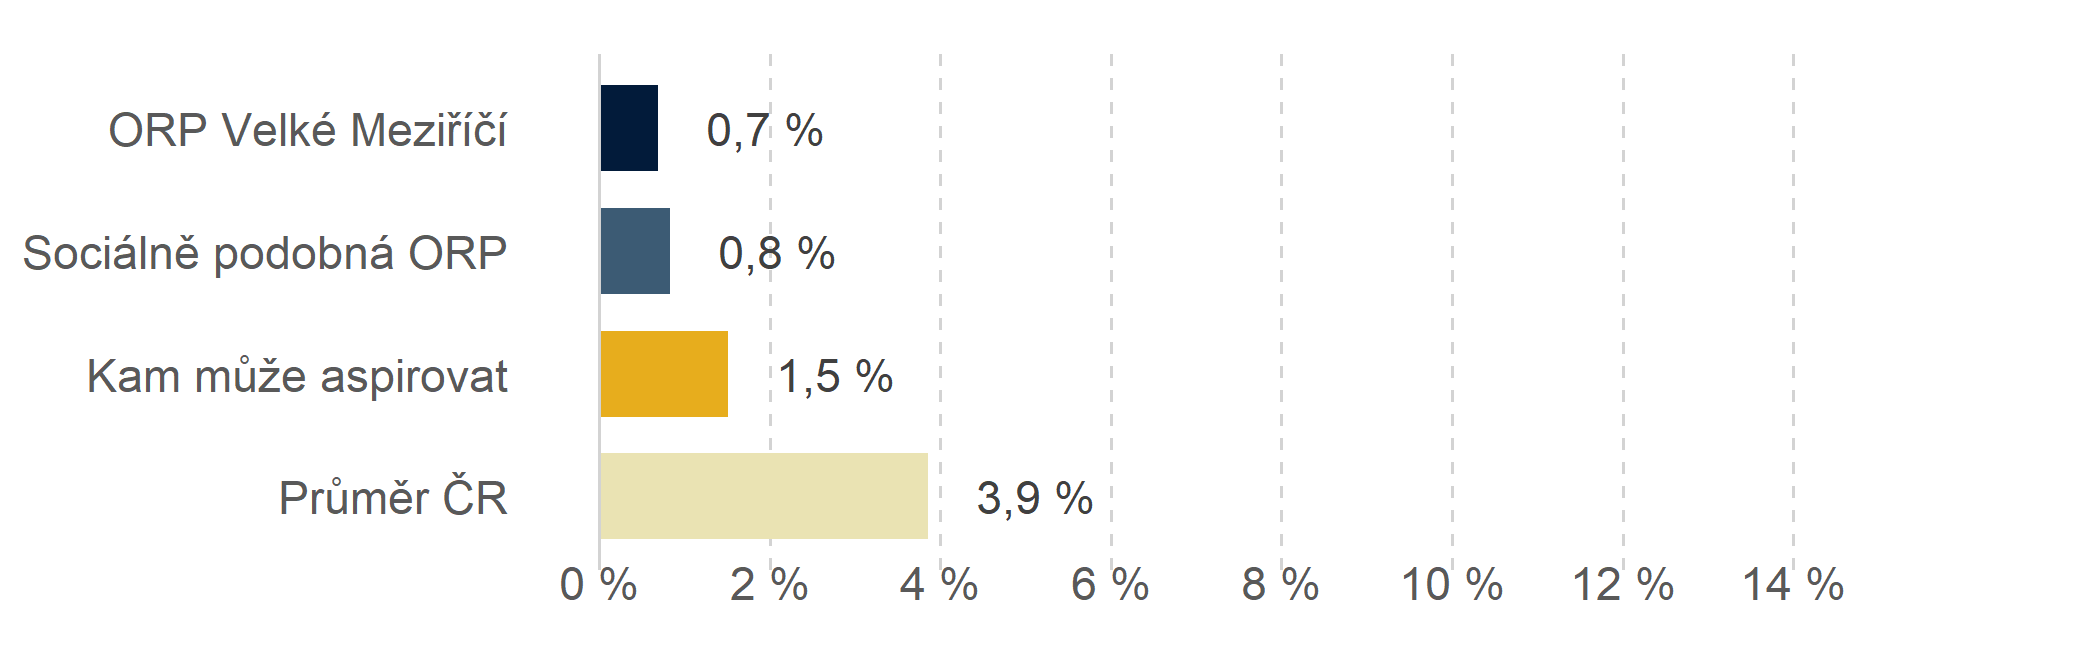 ORP Velké Meziříčí
0,7 %
Sociálně podobná ORP
0,8 %
Kam může aspirovat
1,5 %
Průměr ČR
3,9 %
0 % 2 % 4 % 6 % 8 % 10 % 12 % 14 %